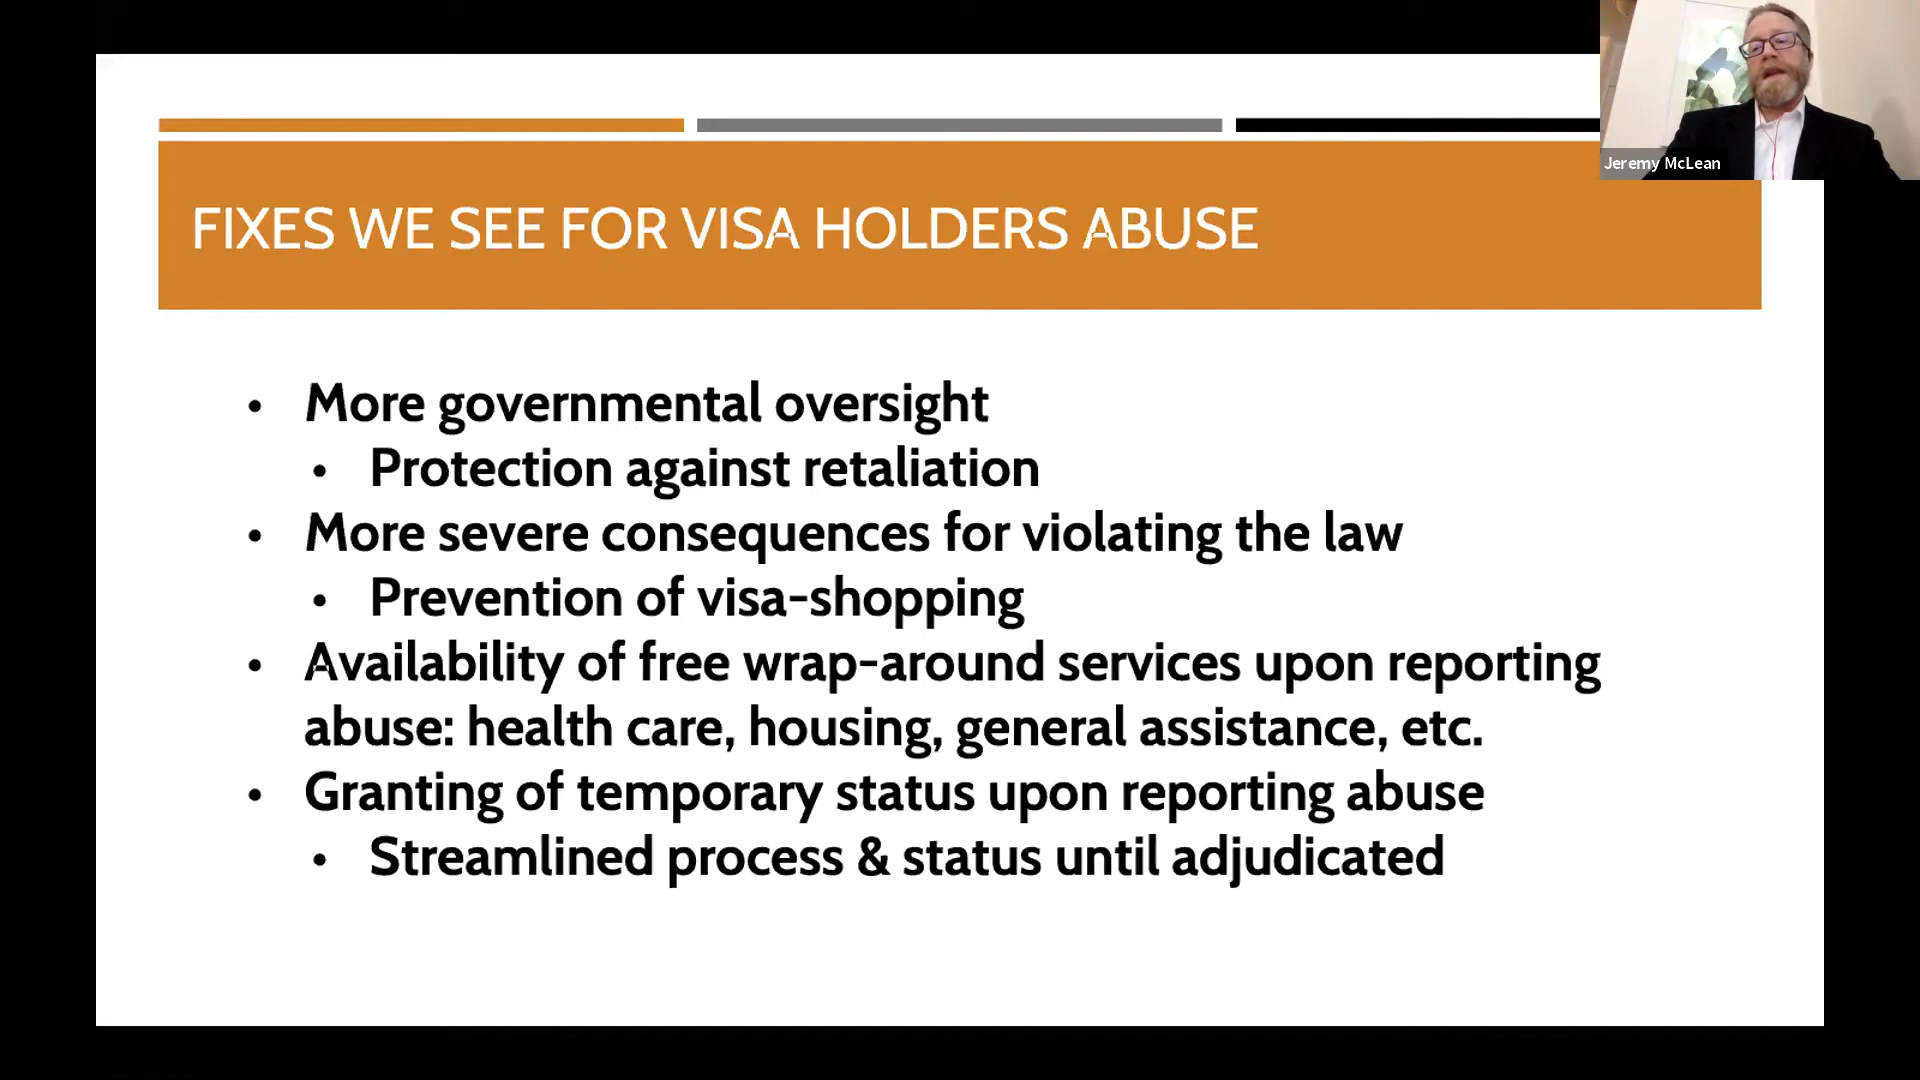 Jeremy McLean
FIXES WE SEE FOR VISA HOLDERS ABUSE
• More governmental oversight
• Protection against retaliation
• More severe consequences for violating the law
• Prevention of visa-shopping
• Availability of free wrap-around services upon reporting
abuse: health care, housing, general assistance, etc.
• Granting of temporary status upon reporting abuse
• Streamlined process & status until adjudicated